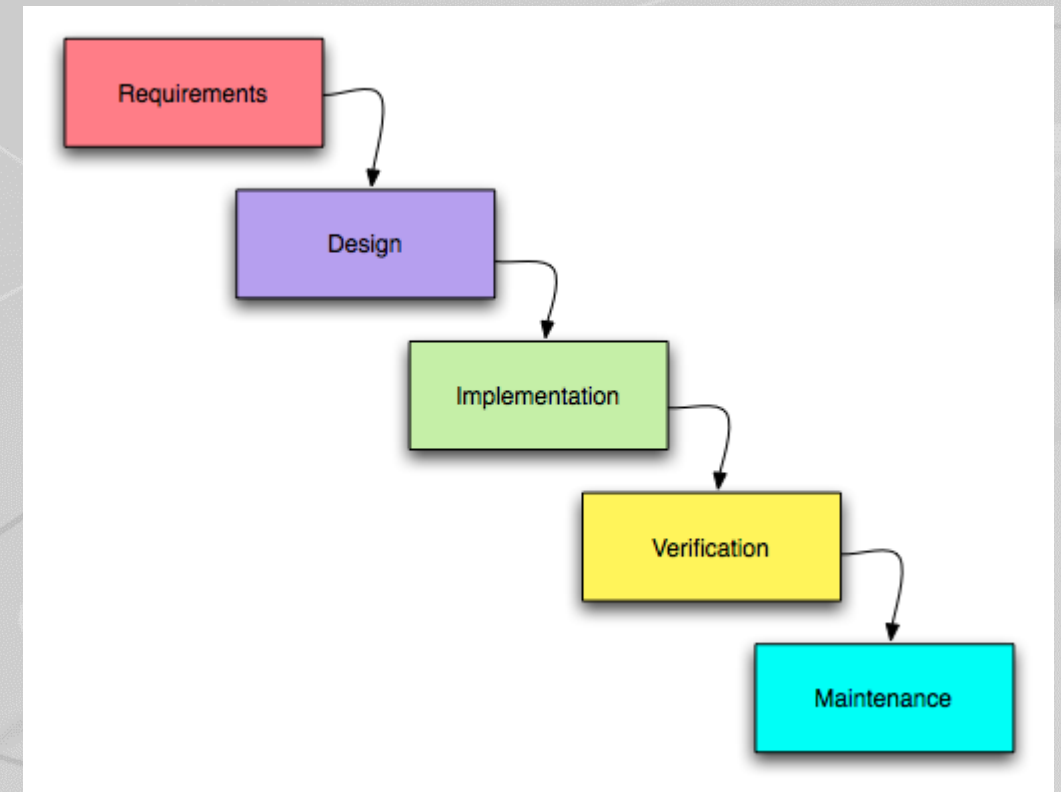 Requirements
Design
Implementation
Verification
Maintenance